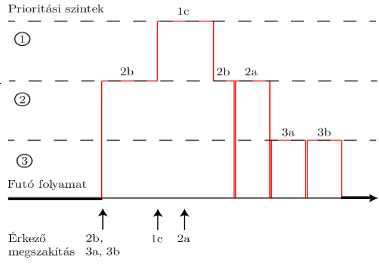 Prioritási szintek
1c
1
2b
2b
2a
2
3a
3b
3
Futó folyamat
Érkező
megszakítás
2b,
3a, 3b
1c
2a